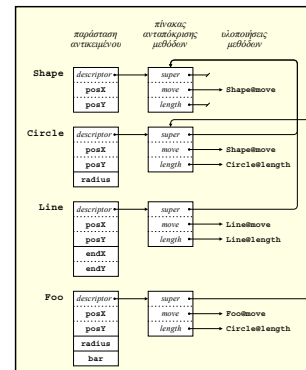 παράσταση αντικειμένου
πίνακας ανταπόκρισης μεθόδων
υλοποιήσεις μεθόδων
Shape
descriptor super
posX move Shape@move
posY length
Circle
descriptor super
posX move Shape@move
posY length Circle@length
radius
Line
descriptor super
posX move Line@move
posY length Line@length
endX
endY
Foo
descriptor super
posX move Foo@move
posY length Circle@length
radius
bar